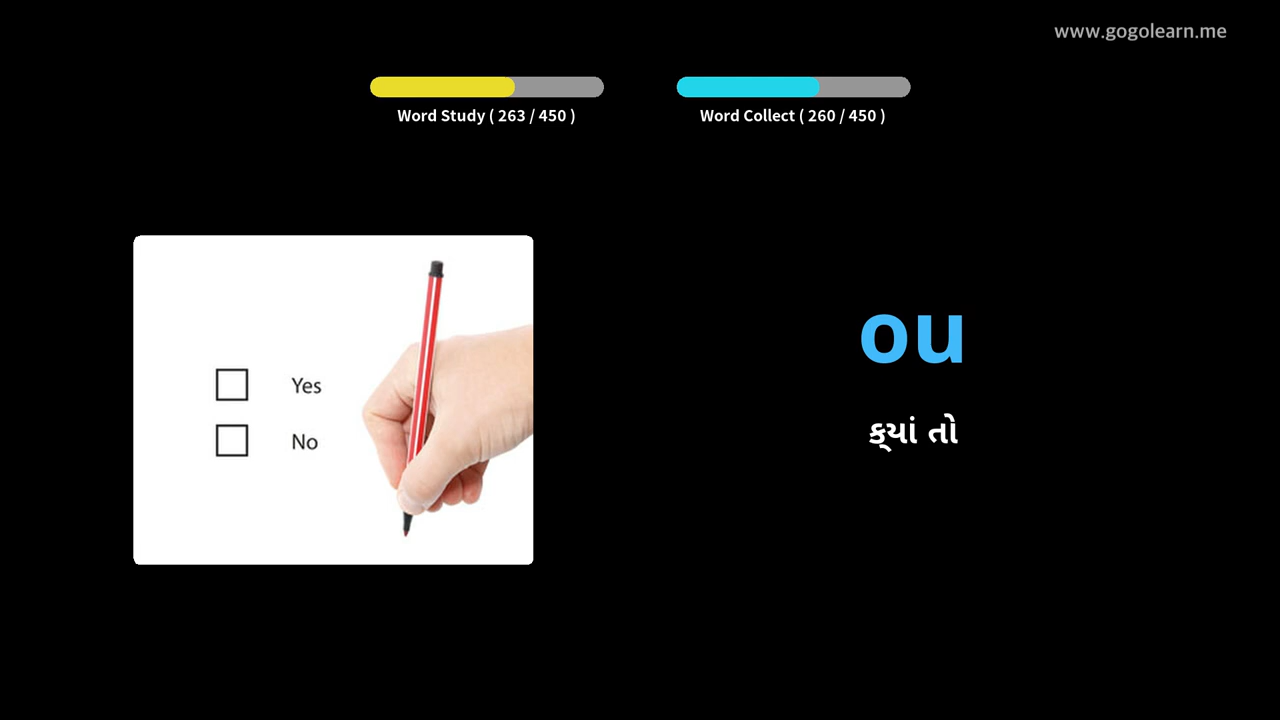 www.gogolearn.me
Word Study ( 263 / 450 )
Word Collect ( 260 / 450 )
Yes
No
ou
ક્યાં તો